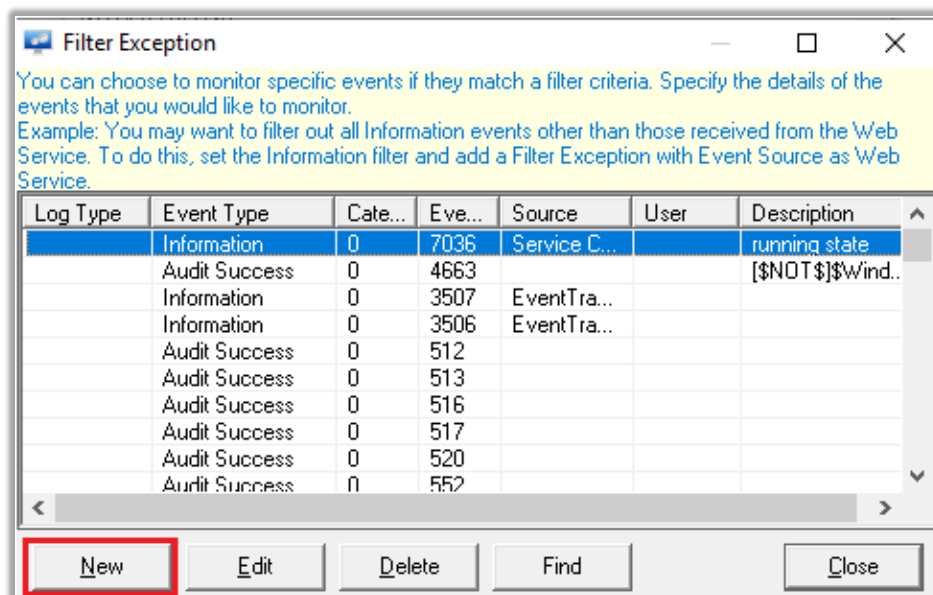 Filter Exception
You can choose to monitor specific events if they match a filter criteria. Specify the details of the
events that you would like to monitor.
Example: You may want to filter out all Information events other than those received from the Web
Service. To do this, set the Information filter and add a Filter Exception with Event Source as Web
Service.
Log Type Event Type Cate... Eve... Source User Description
Information 0 7036 Service C... running state
Audit Success 0 4663 [$NOT$]$Wind..
Information 0 3507 EventTra...
Information 0 3506 EventTra...
Audit Success 0 512
Audit Success 0 513
Audit Success 0 516
Audit Success 0 517
Audit Success 0 520
Audit Success 0 552
New Edit Delete Find Close